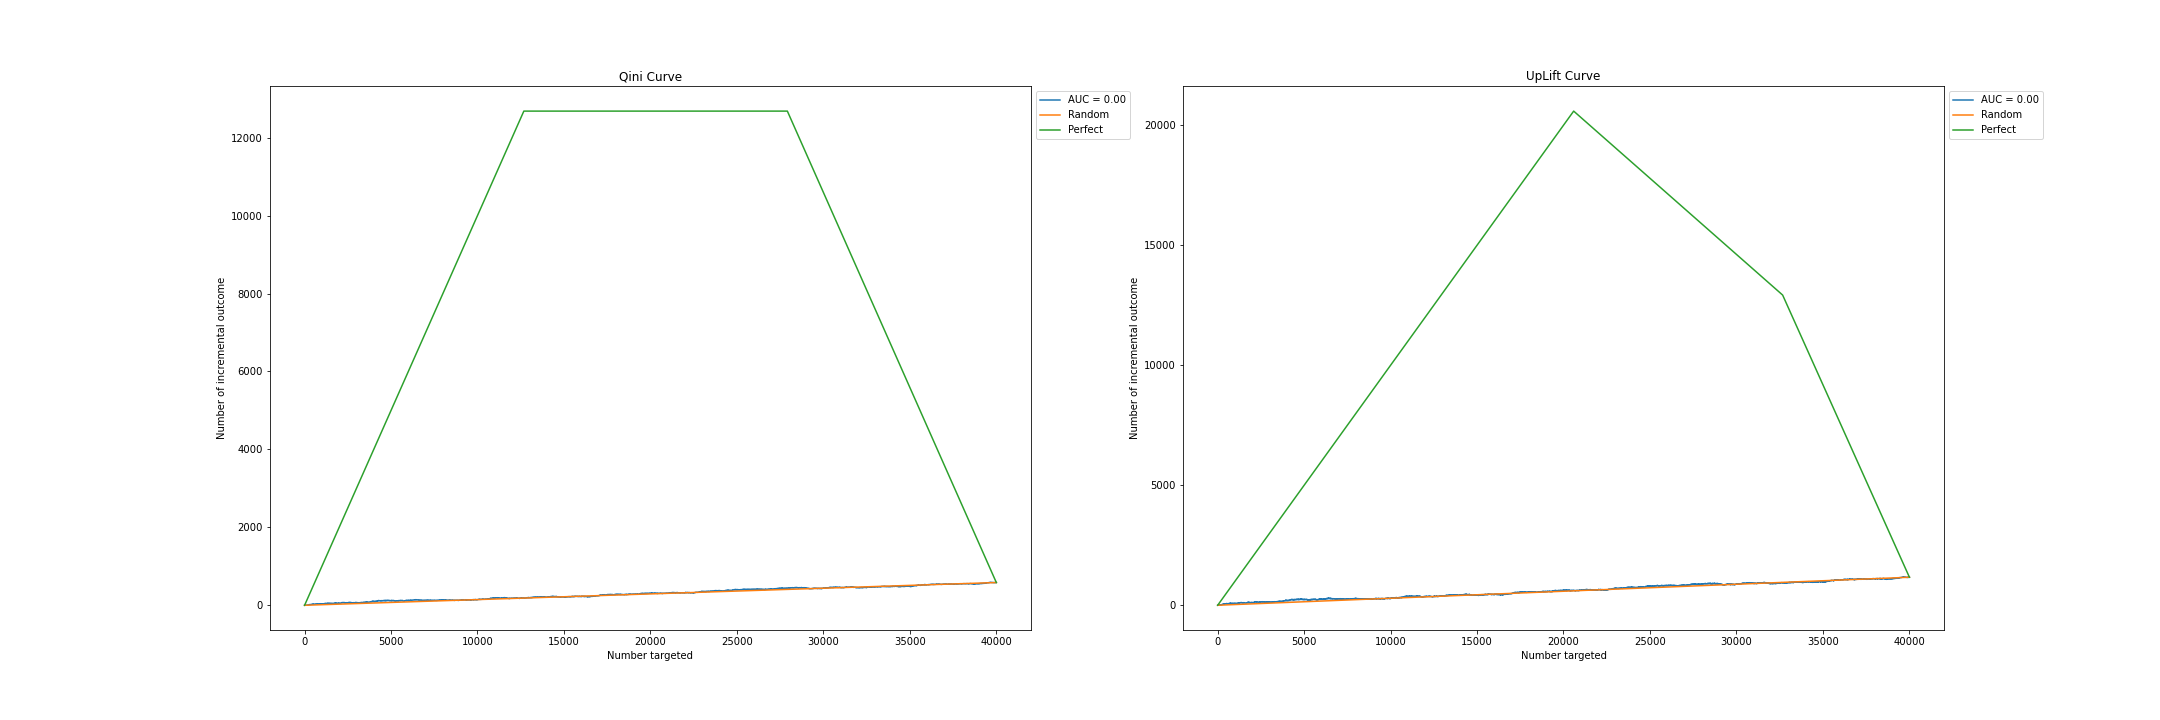 Qini Curve
12000
10000
8000
6000
4000
2000
0
Number of incremental outcome
0 5000 10000 15000 20000 25000 30000 35000 40000
Number targeted
AUC = 0.00
Random
Perfect
UpLift Curve
20000
15000
10000
5000
0
Number of incremental outcome
0 5000 10000 15000 20000 25000 30000 35000 40000
Number targeted
AUC = 0.00
Random
Perfect